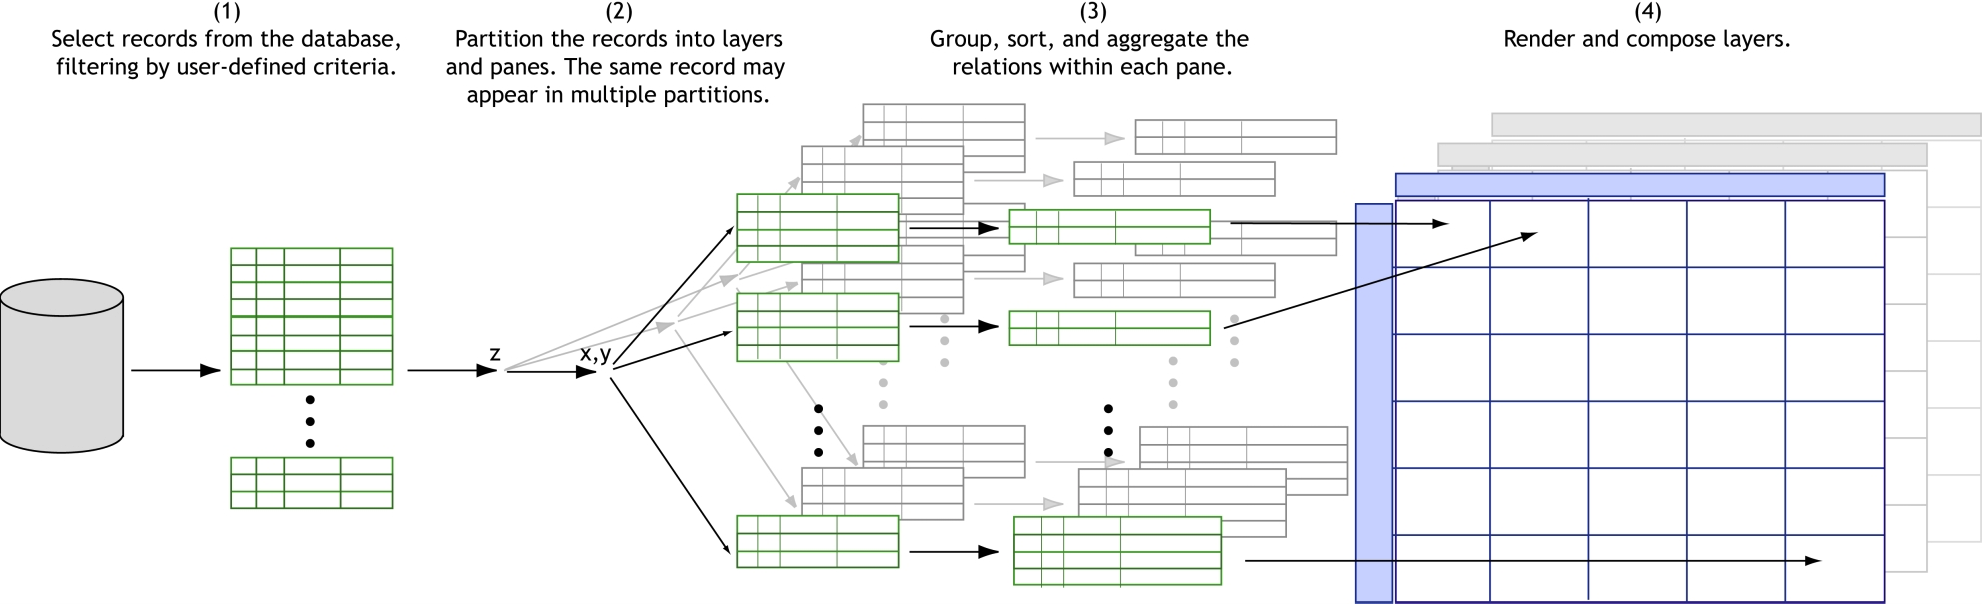 (1)
Select records from the database,
filtering by user-defined criteria.
(2)
Partition the records into layers
and panes. The same record may
appear in multiple partitions.
(3)
Group, sort, and aggregate the
relations within each pane.
(4)
Render and compose layers.
z
x,y